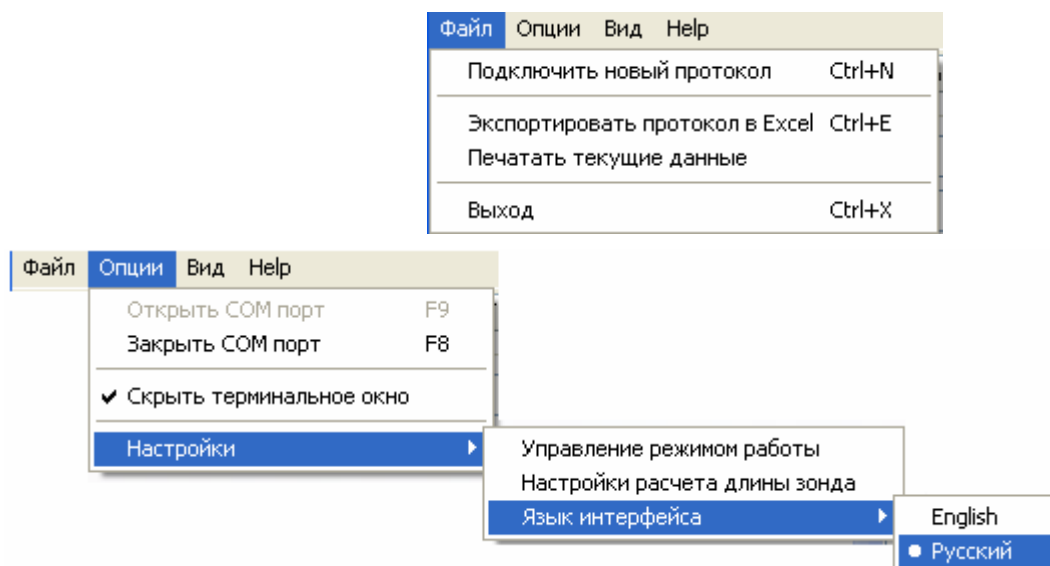 Файл Опции Вид Help
Подключить новый протокол Ctrl+N
Экспортировать протокол в Excel Ctrl+E
Печатать текущие данные
Выход Ctrl+X
Файл Опции Вид Help
Открыть COM порт F9
Закрыть COM порт F8
Скрыть терминальное окно
Настройки
Управление режимом работы
Настройки расчета длины зонда
Язык интерфейса
English
Русский